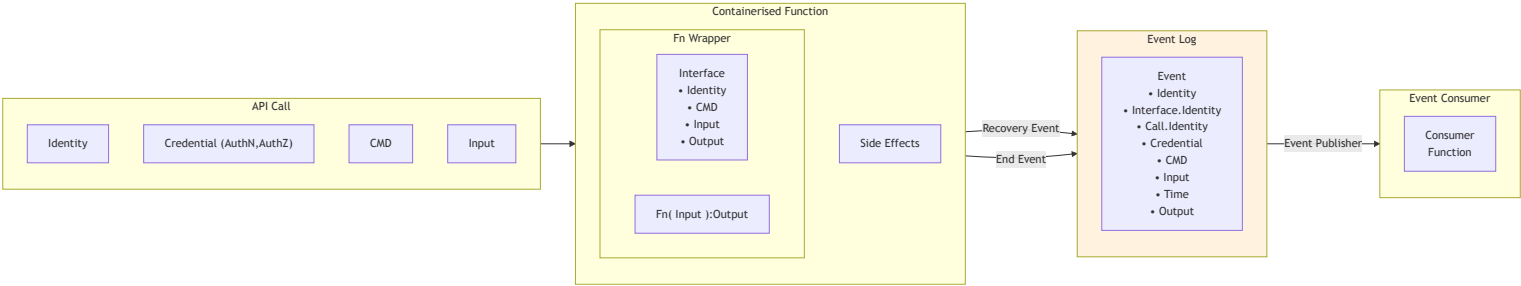 API Call
Identity
Credential (AuthN,AuthZ)
CMD
Input
Containerised Function
Fn Wrapper
Interface
• Identity
• CMD
• Input
• Output
Fn( Input ):Output
Side Effects
Recovery Event
End Event
Event Log
Event
• Identity
• Interface.Identity
• Call.Identity
• Credential
• CMD
• Input
• Time
• Output
Event Publisher
Event Consumer
Consumer
Function